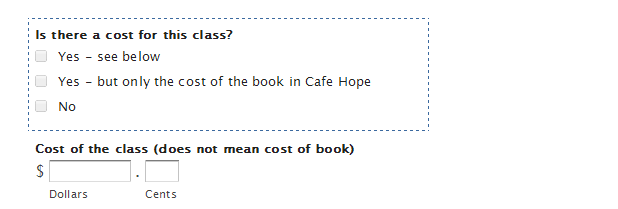 Is there a cost for this class?
Yes - see below
Yes - but only the cost of the book in Cafe Hope
No
Cost of the class (does not mean cost of book)
$ .
Dollars Cents